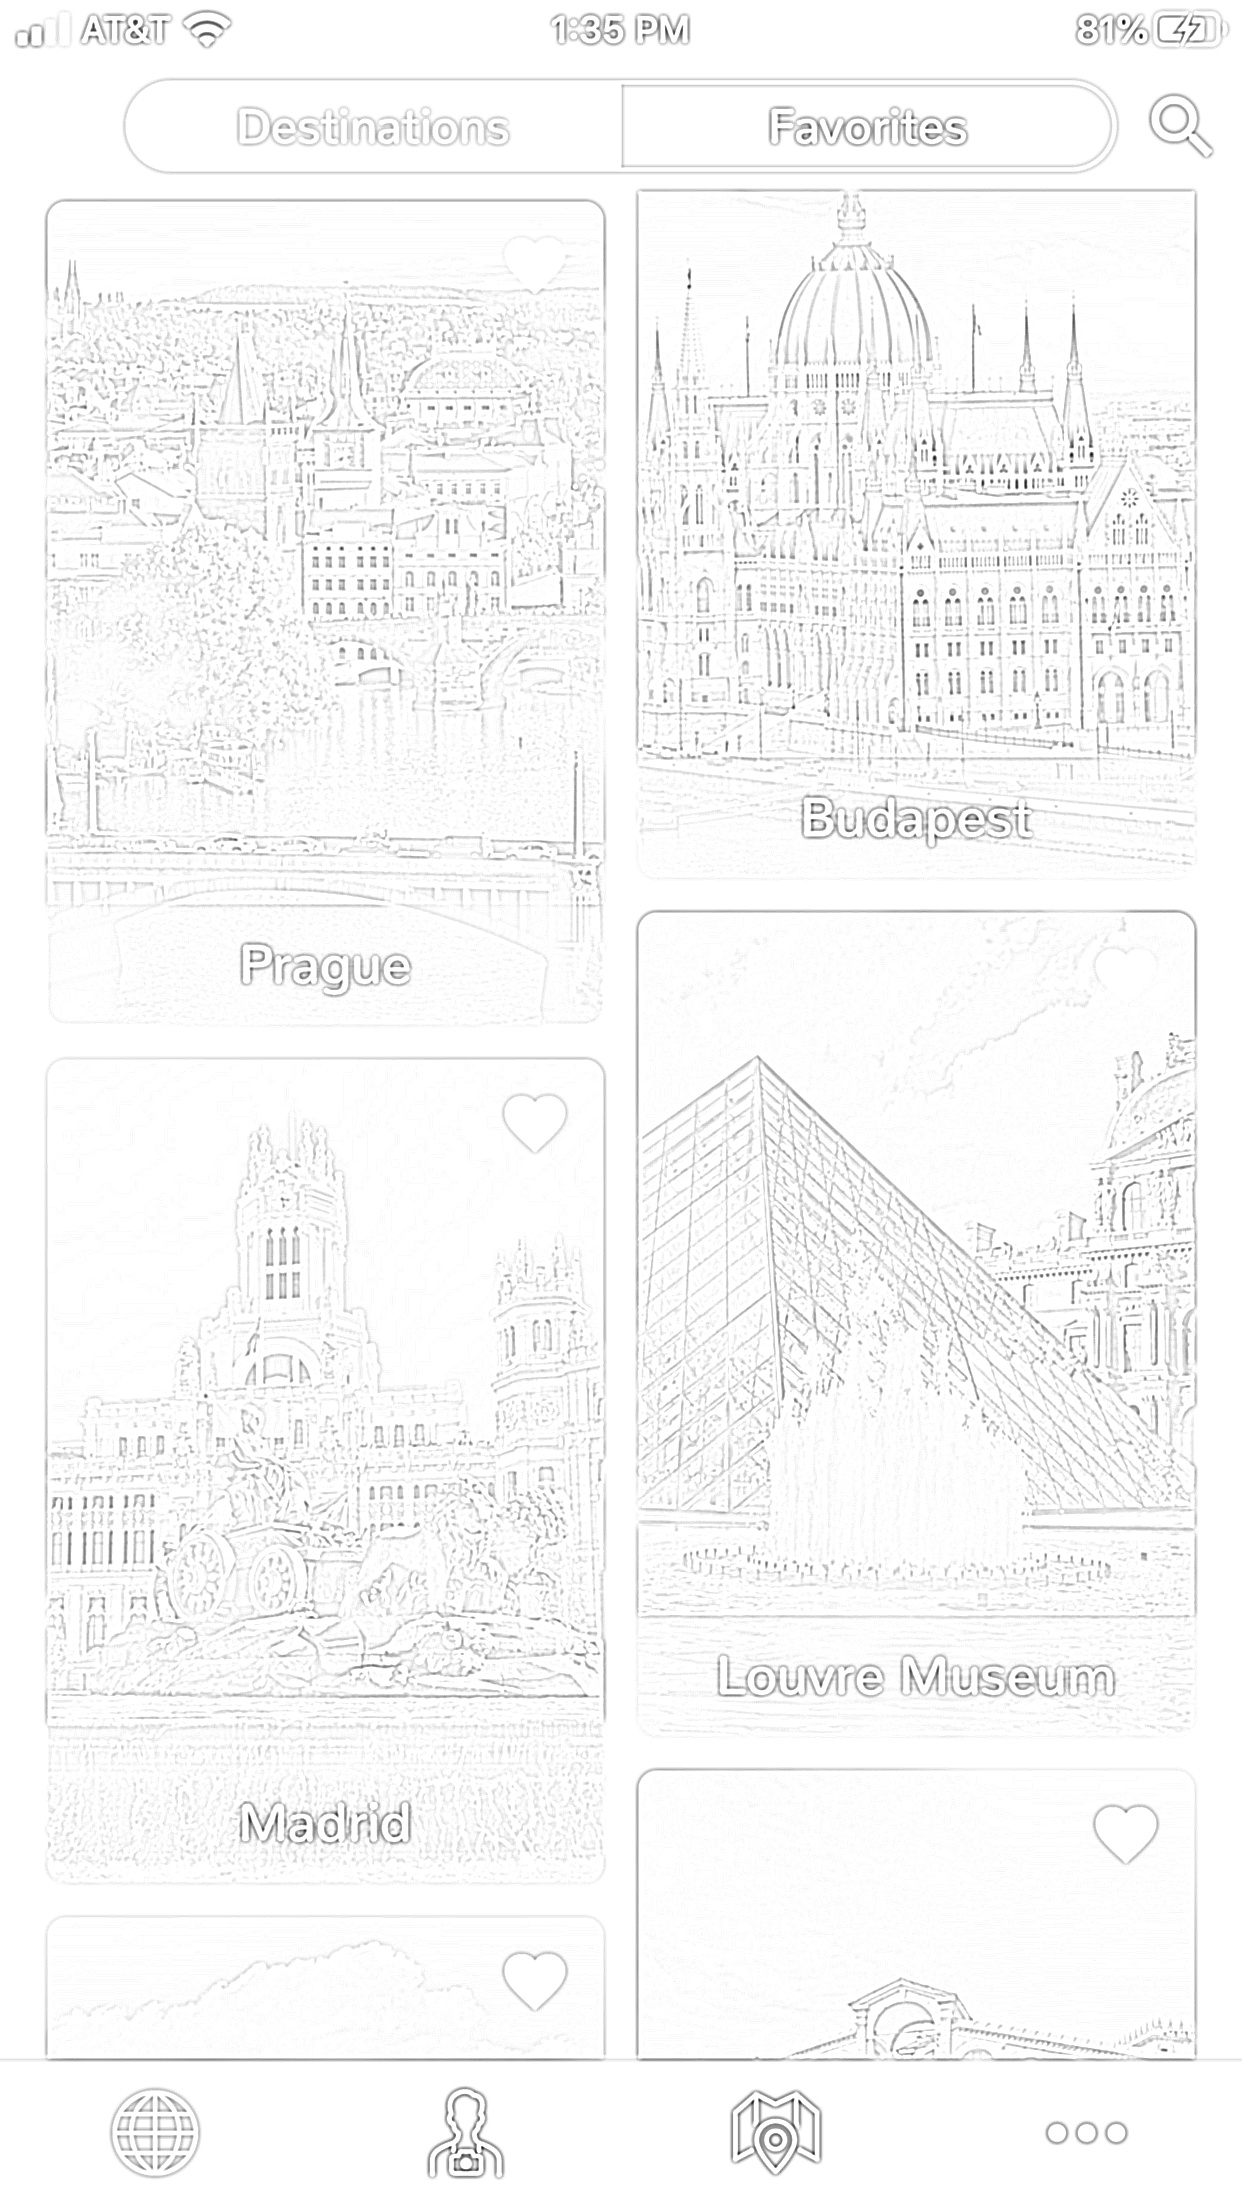 AT&T 1:35 PM 81%
Destinations Favorites
Budapest
Prague
Louvre Museum
Madrid